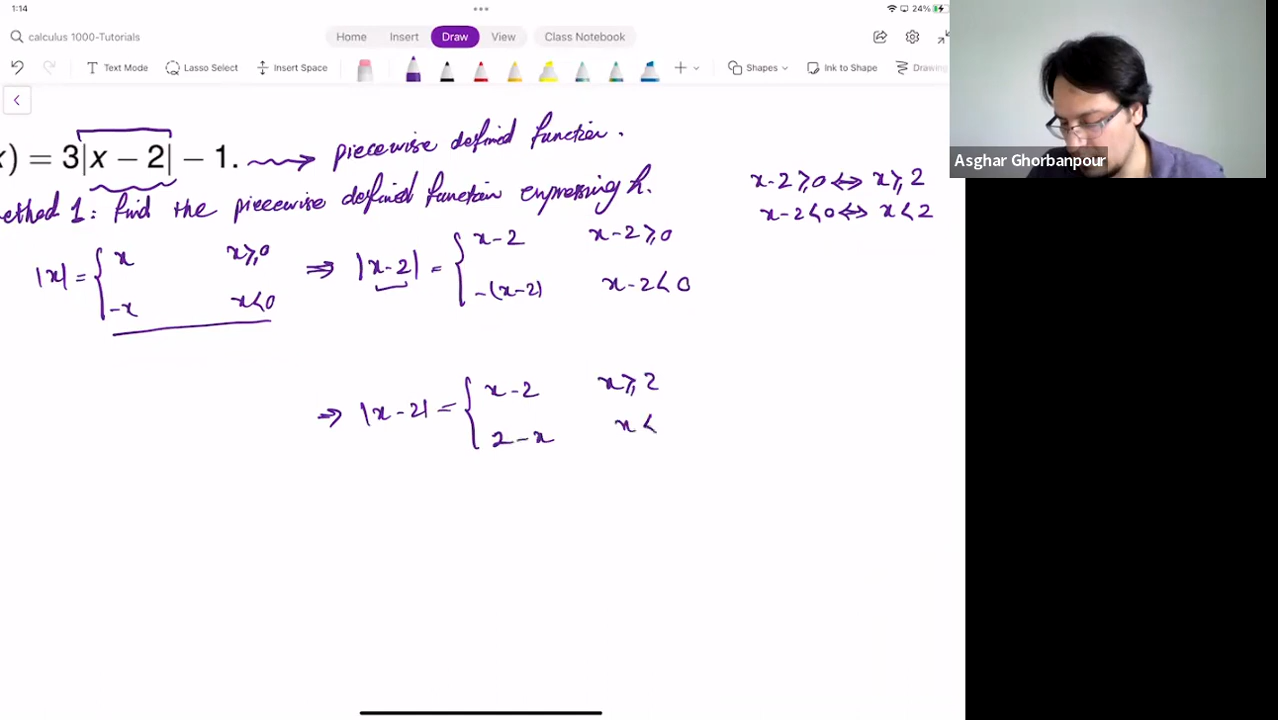 1:14
24%
calculus 1000-Tutorials
Home Insert Draw View Class Notebook
Text Mode Lasso Select Insert Space Shapes Ink to Shape Drawing
x) = 3|x − 2| − 1. ⟿ piecewise defined function.
Asghar Ghorbanpour
ethod 1: find the piecewise defined function expressing h.
x-2 ≥ 0 ⇔ x ≥ 2
x-2 < 0 ⇔ x < 2
|x| = { x x ≥ 0
-x x < 0
⇒ |x-2| = { x-2 x-2 ≥ 0
-(x-2) x-2 < 0
⇒ |x-2| = { x-2 x ≥ 2
2-x x <